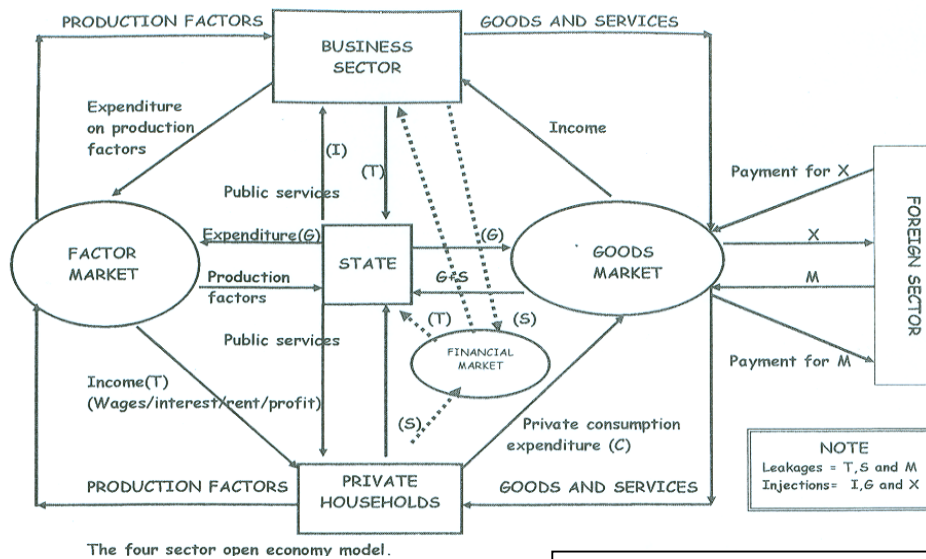 PRODUCTION FACTORS
GOODS AND SERVICES
BUSINESS
SECTOR
Expenditure
on production
factors
Income
(I)
(T)
Payment for X
Public services
FOREIGN SECTOR
FACTOR
MARKET
Expenditure(G)
STATE
(G)
GOODS
MARKET
X
Production
factors
G+S
M
Public services
(T)
(S)
FINANCIAL
MARKET
Payment for M
Income(T)
(Wages/interest/rent/profit)
(S)
Private consumption
expenditure (C)
NOTE
Leakages = T,S and M
Injections= I,G and X
PRODUCTION FACTORS
PRIVATE
HOUSEHOLDS
GOODS AND SERVICES
The four sector open economy model.